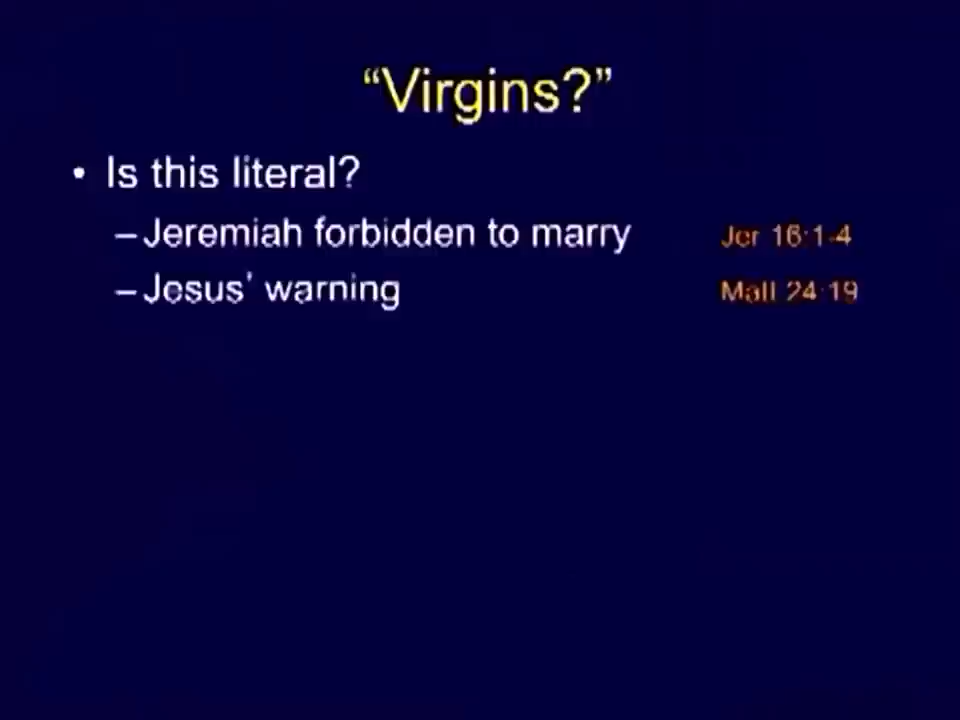 “Virgins?”
• Is this literal?
– Jeremiah forbidden to marry Jer 16:1-4
– Jesus’ warning Matt 24:19